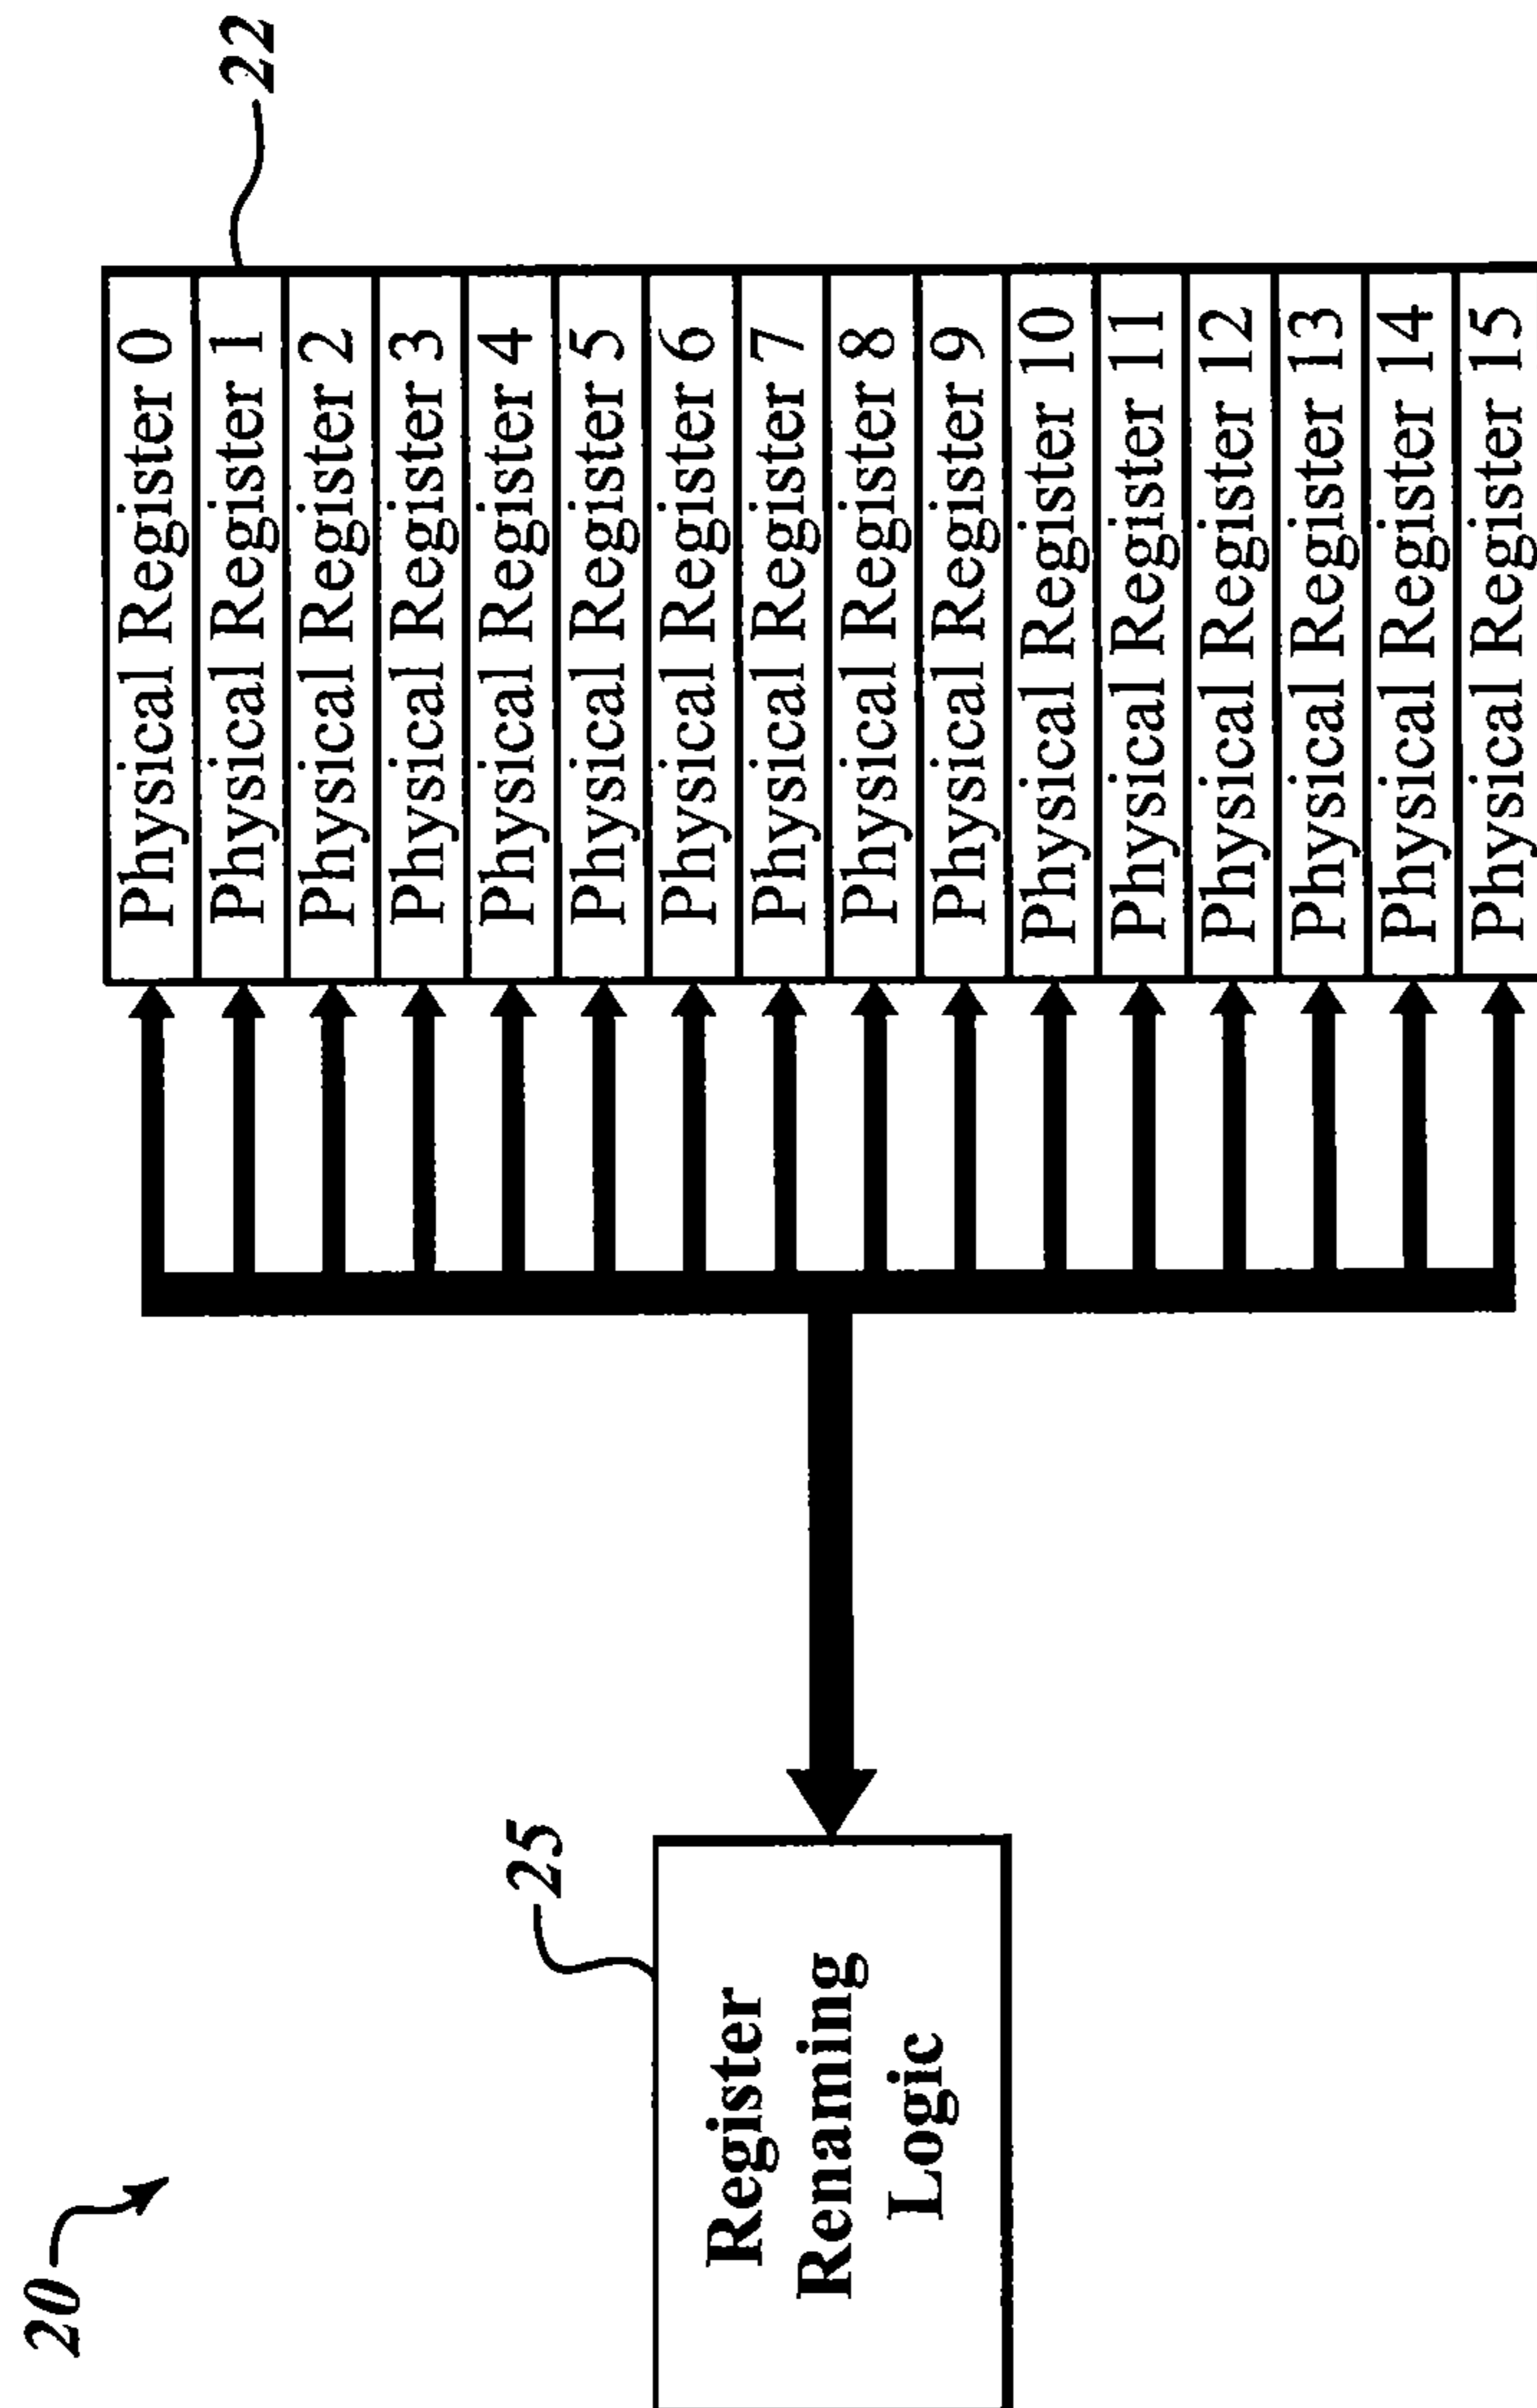 20
25
Register
Renaming
Logic
22
Physical Register 0
Physical Register 1
Physical Register 2
Physical Register 3
Physical Register 4
Physical Register 5
Physical Register 6
Physical Register 7
Physical Register 8
Physical Register 9
Physical Register 10
Physical Register 11
Physical Register 12
Physical Register 13
Physical Register 14
Physical Register 15